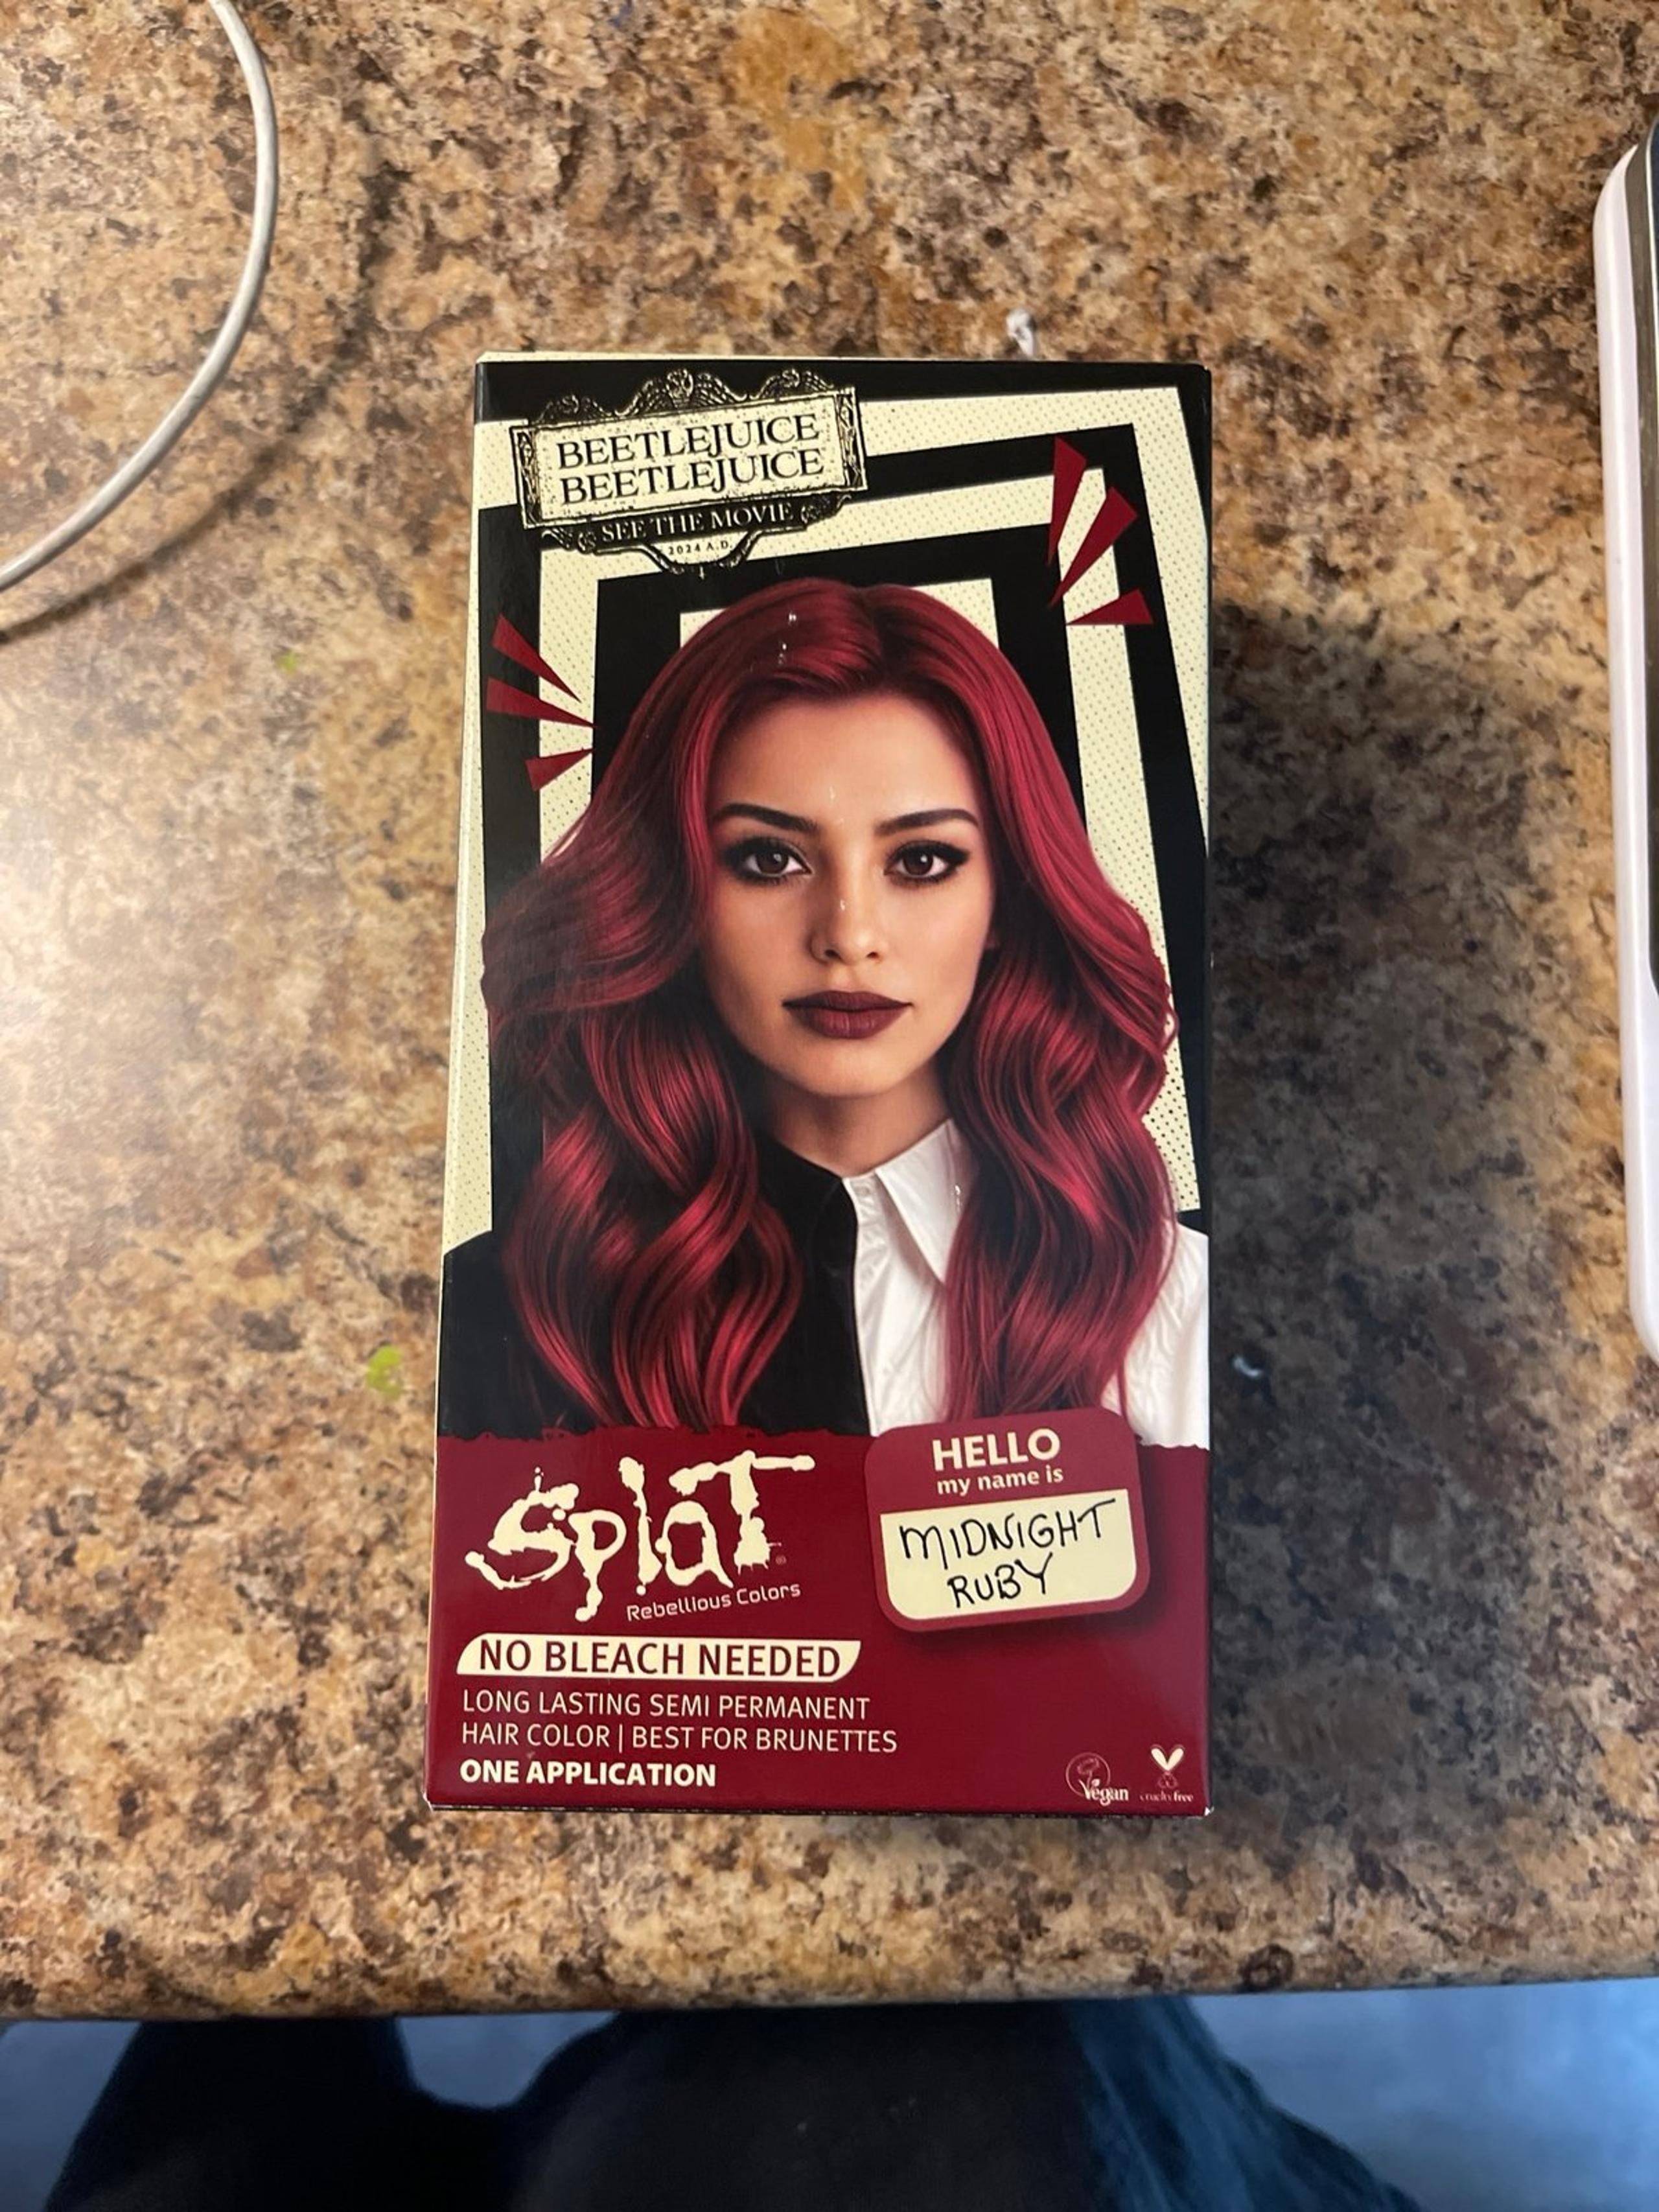 BEETLEJUICE
BEETLEJUICE
SEE THE MOVIE
2024 A.D.
Splat®
Rebellious Colors
HELLO
my name is
MIDNIGHT
RUBY
NO BLEACH NEEDED
LONG LASTING SEMI PERMANENT
HAIR COLOR | BEST FOR BRUNETTES
ONE APPLICATION
Vegan
cruelty free